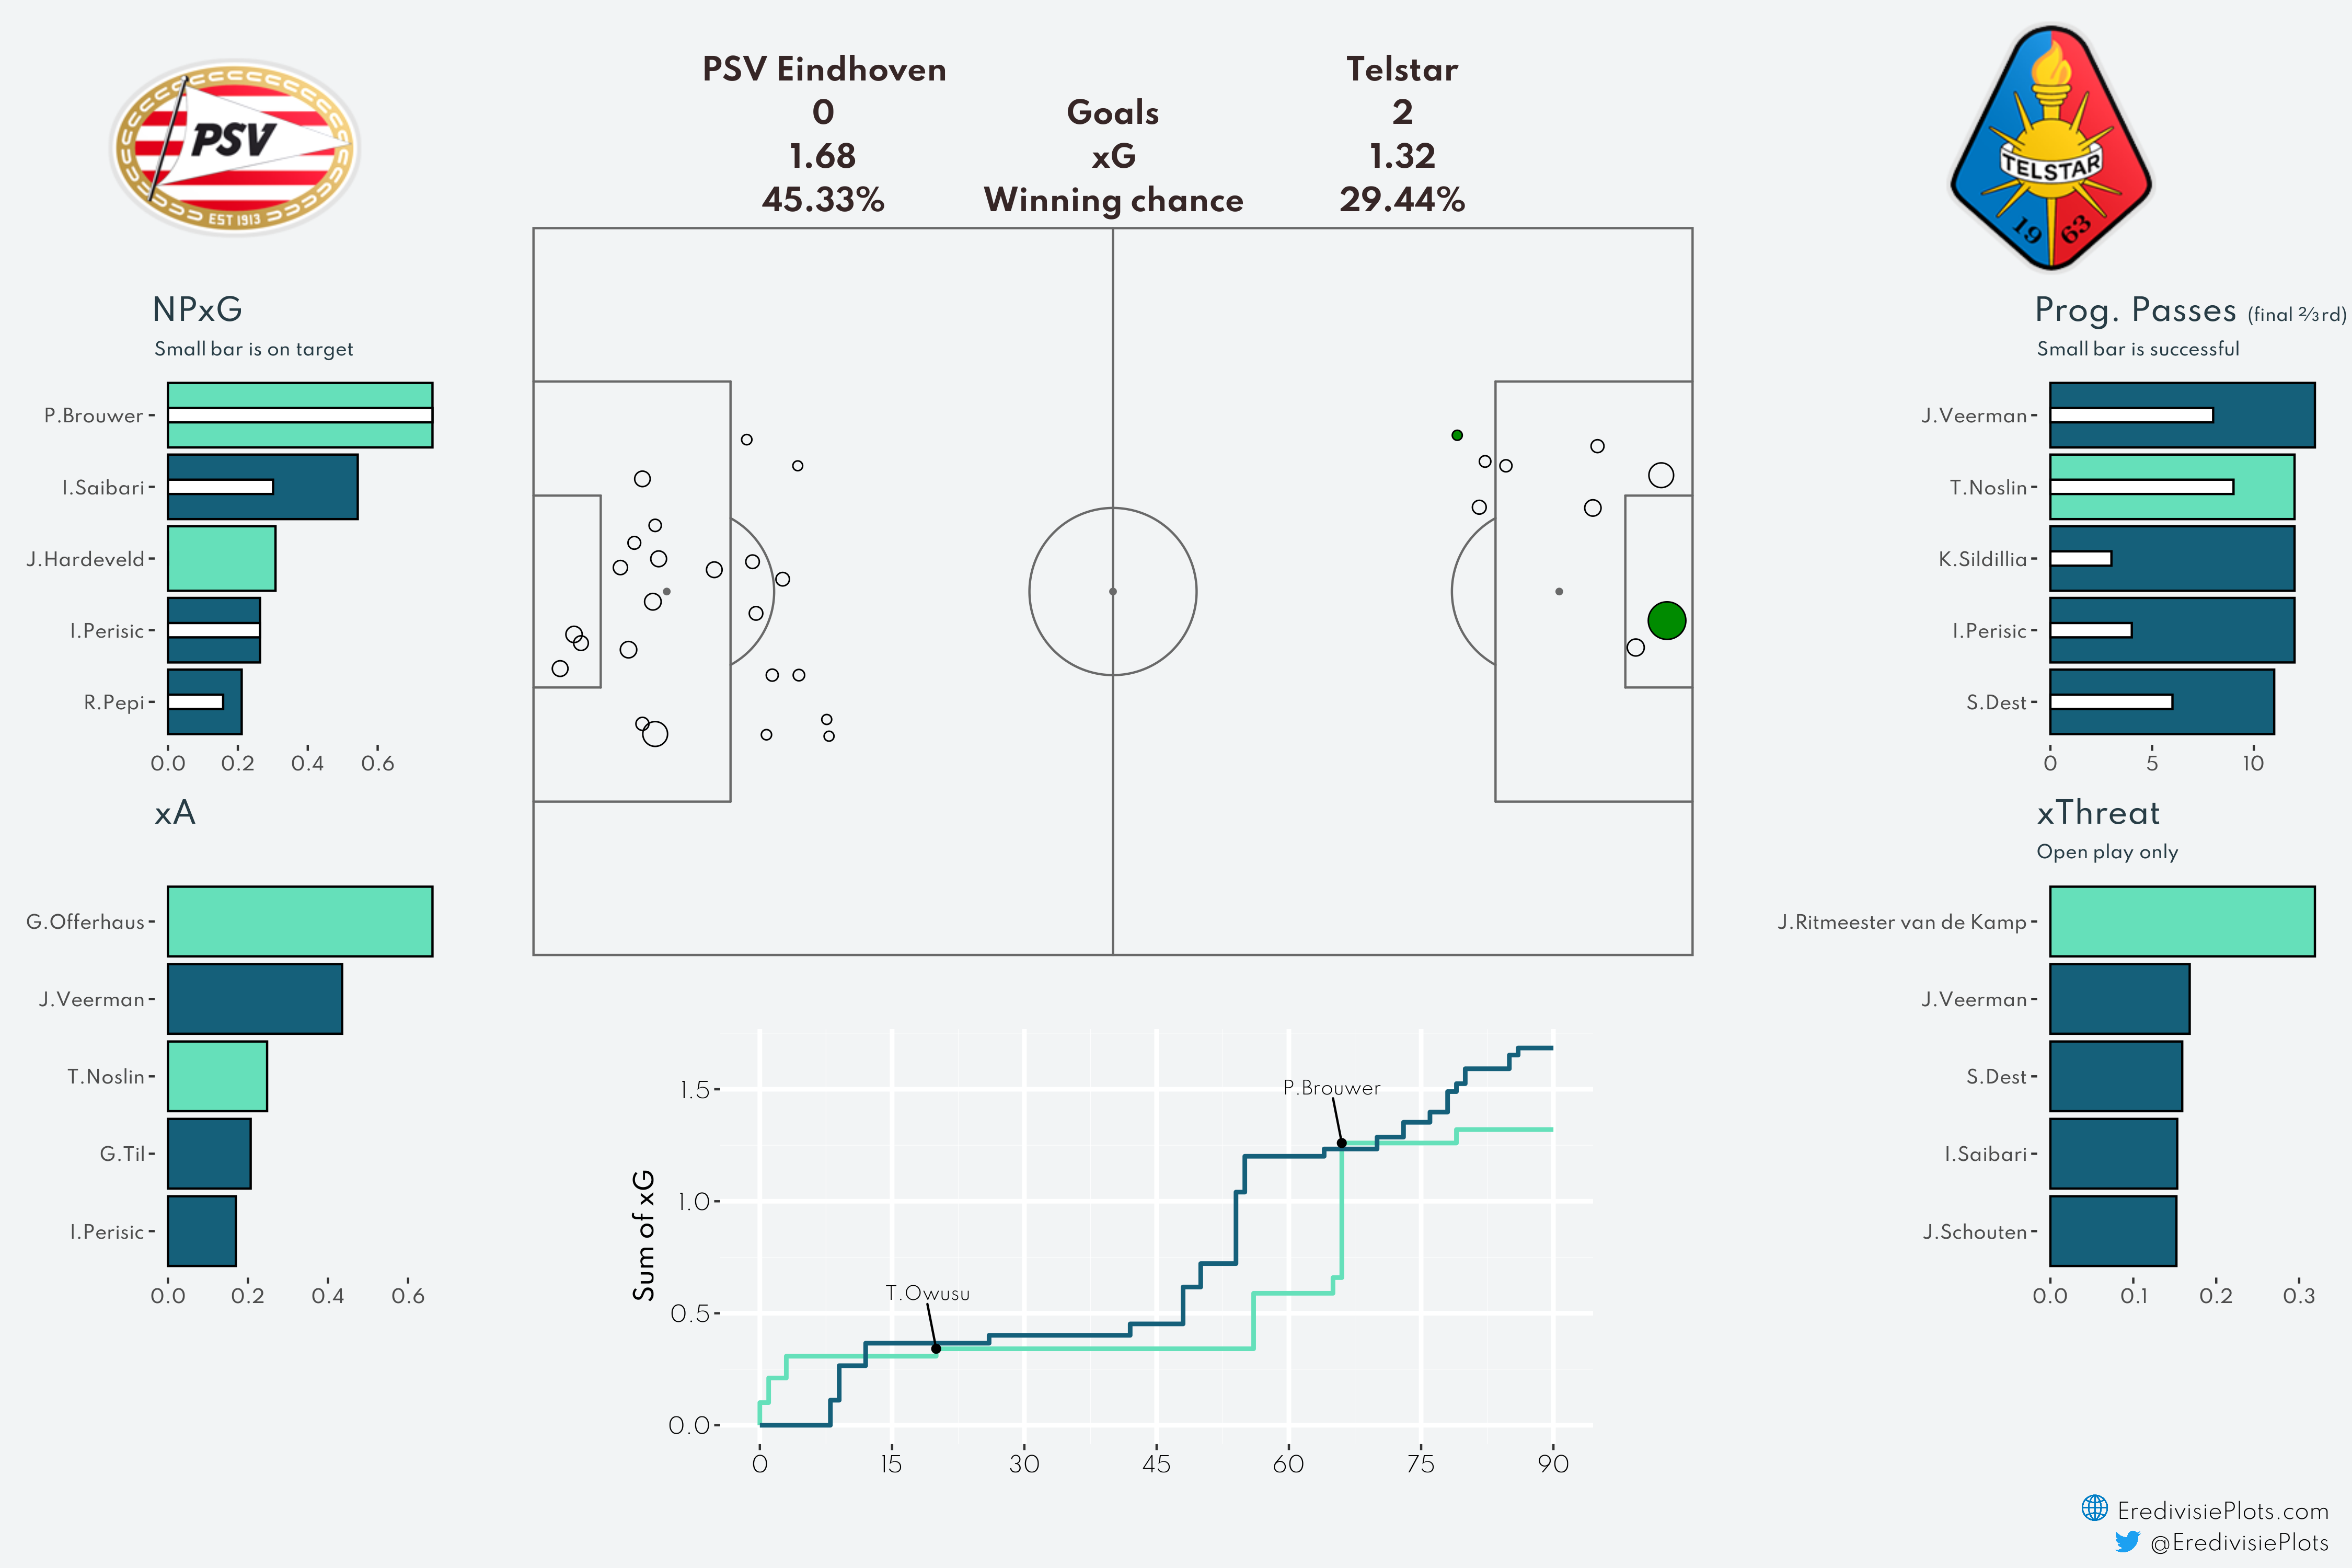 PSV Eindhoven
Telstar
0
Goals
2
1.68
xG
1.32
45.33%
Winning chance
29.44%
PSV
EST 1913
TELSTAR
19
63
NPxG
Small bar is on target
P.Brouwer
I.Saibari
J.Hardeveld
I.Perisic
R.Pepi
0.0 0.2 0.4 0.6
Prog. Passes (final ⅔rd)
Small bar is successful
J.Veerman
T.Noslin
K.Sildillia
I.Perisic
S.Dest
0 5 10
xA
G.Offerhaus
J.Veerman
T.Noslin
G.Til
I.Perisic
0.0 0.2 0.4 0.6
xThreat
Open play only
J.Ritmeester van de Kamp
J.Veerman
S.Dest
I.Saibari
J.Schouten
0.0 0.1 0.2 0.3
Sum of xG
1.5
1.0
0.5
0.0
P.Brouwer
T.Owusu
0 15 30 45 60 75 90
EredivisiePlots.com
@EredivisiePlots